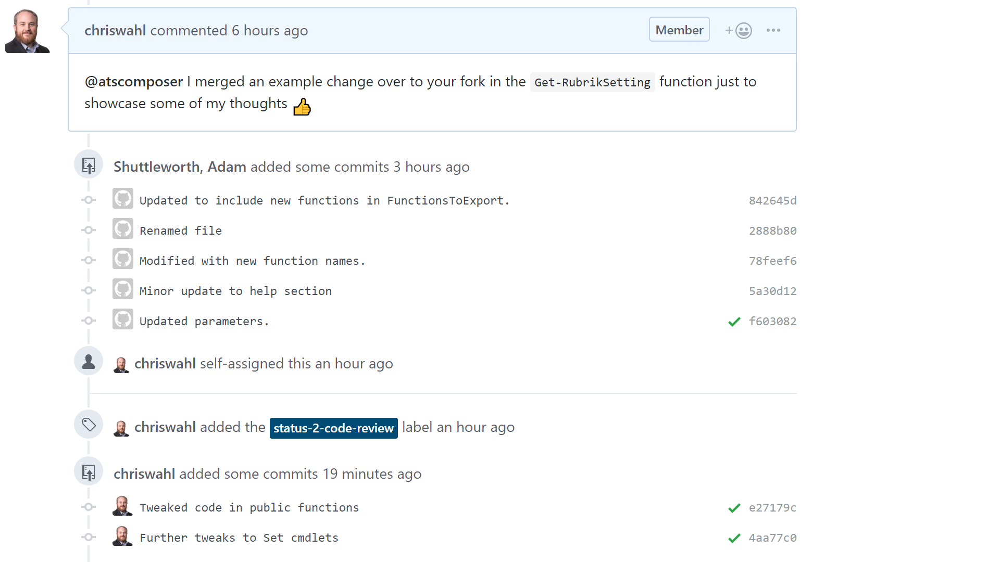 chriswahl commented 6 hours ago Member
@atscomposer I merged an example change over to your fork in the Get-RubrikSetting function just to
showcase some of my thoughts 👍
Shuttleworth, Adam added some commits 3 hours ago
Updated to include new functions in FunctionsToExport. 842645d
Renamed file 2888b80
Modified with new function names. 78feef6
Minor update to help section 5a30d12
Updated parameters. f603082
chriswahl self-assigned this an hour ago
chriswahl added the status-2-code-review label an hour ago
chriswahl added some commits 19 minutes ago
Tweaked code in public functions e27179c
Further tweaks to Set cmdlets 4aa77c0